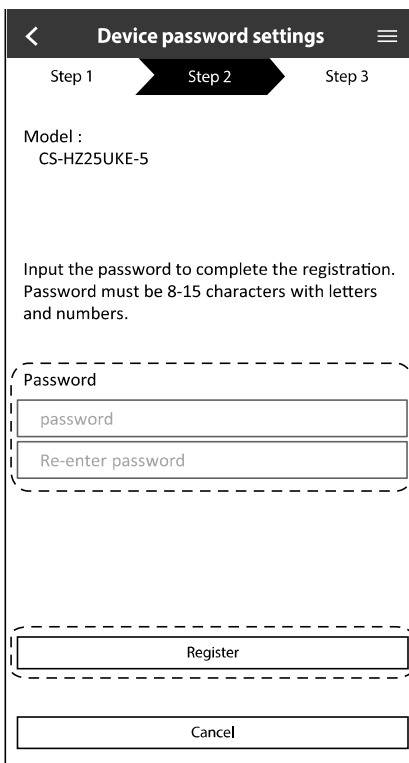 Device password settings
Step 1 Step 2 Step 3
Model :
CS-HZ25UKE-5
Input the password to complete the registration.
Password must be 8-15 characters with letters
and numbers.
Password
password
Re-enter password
Register
Cancel